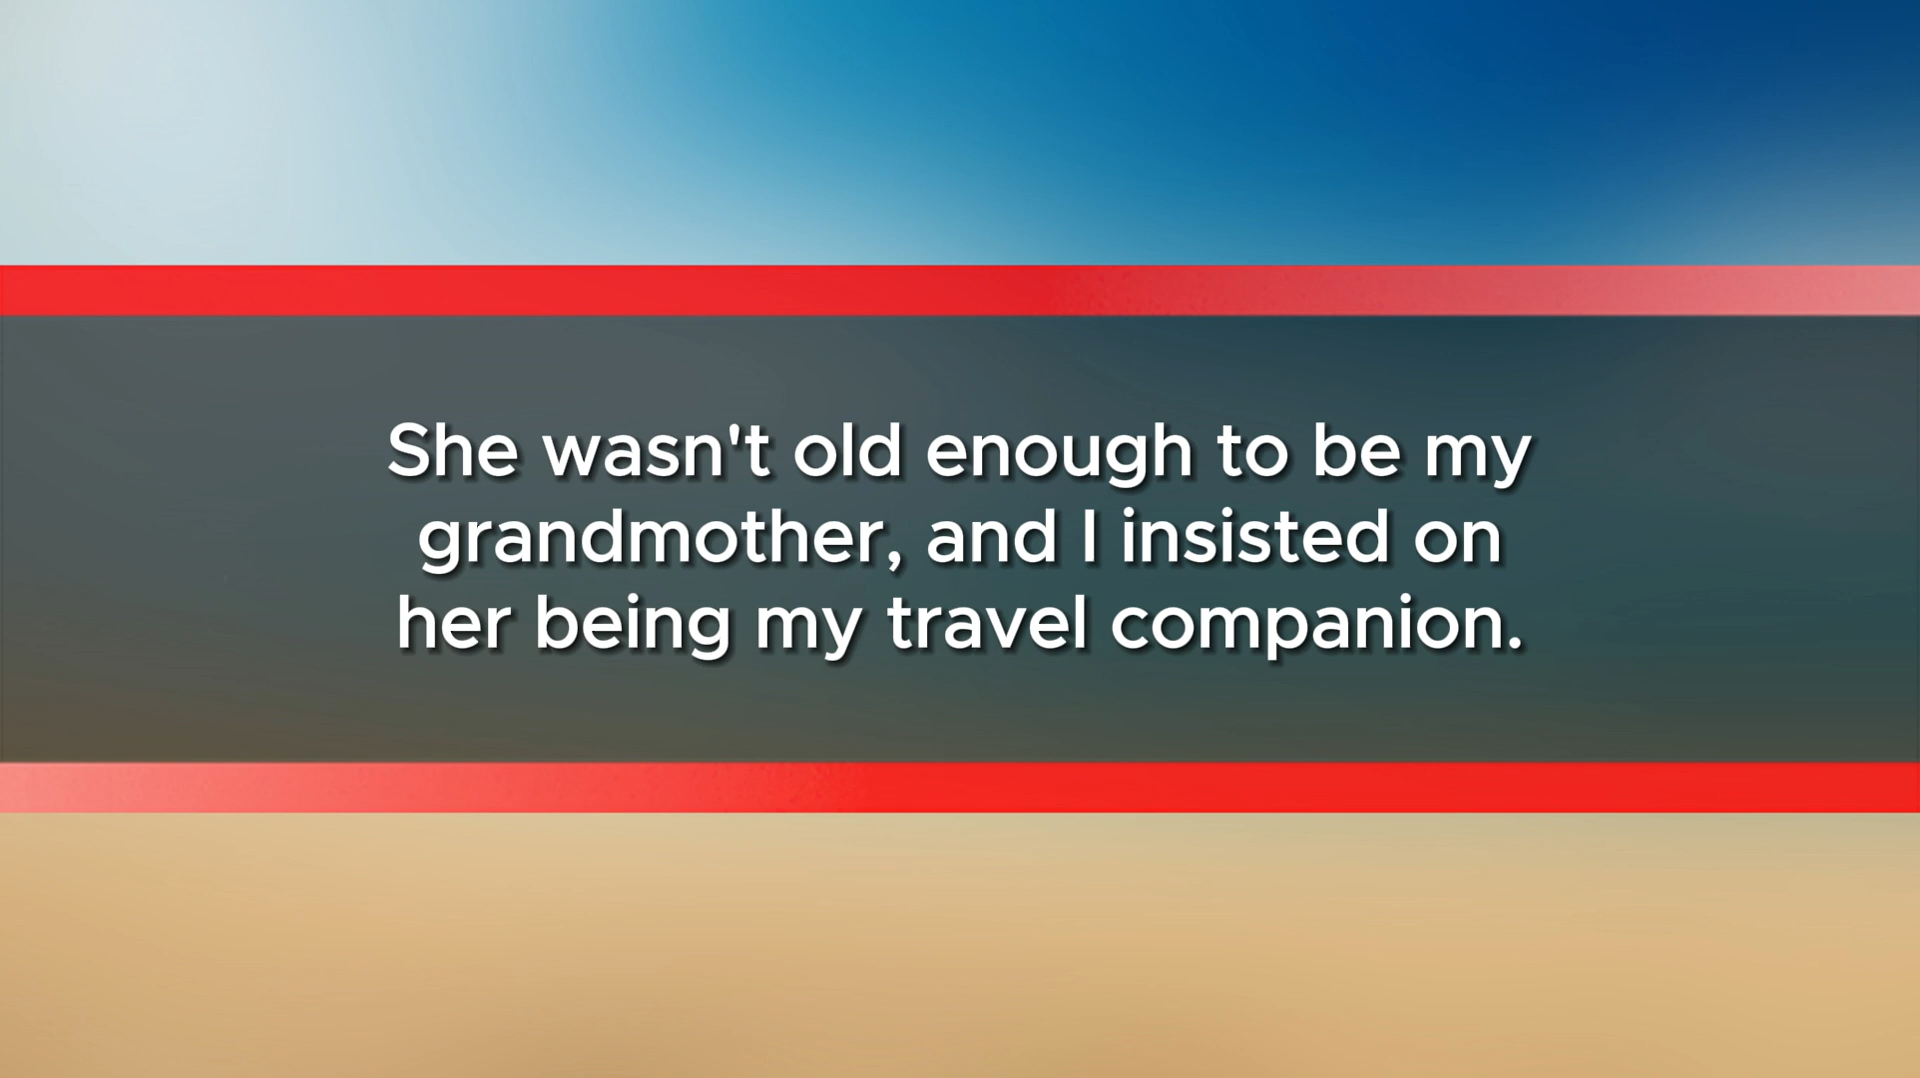 She wasn't old enough to be my
grandmother, and I insisted on
her being my travel companion.